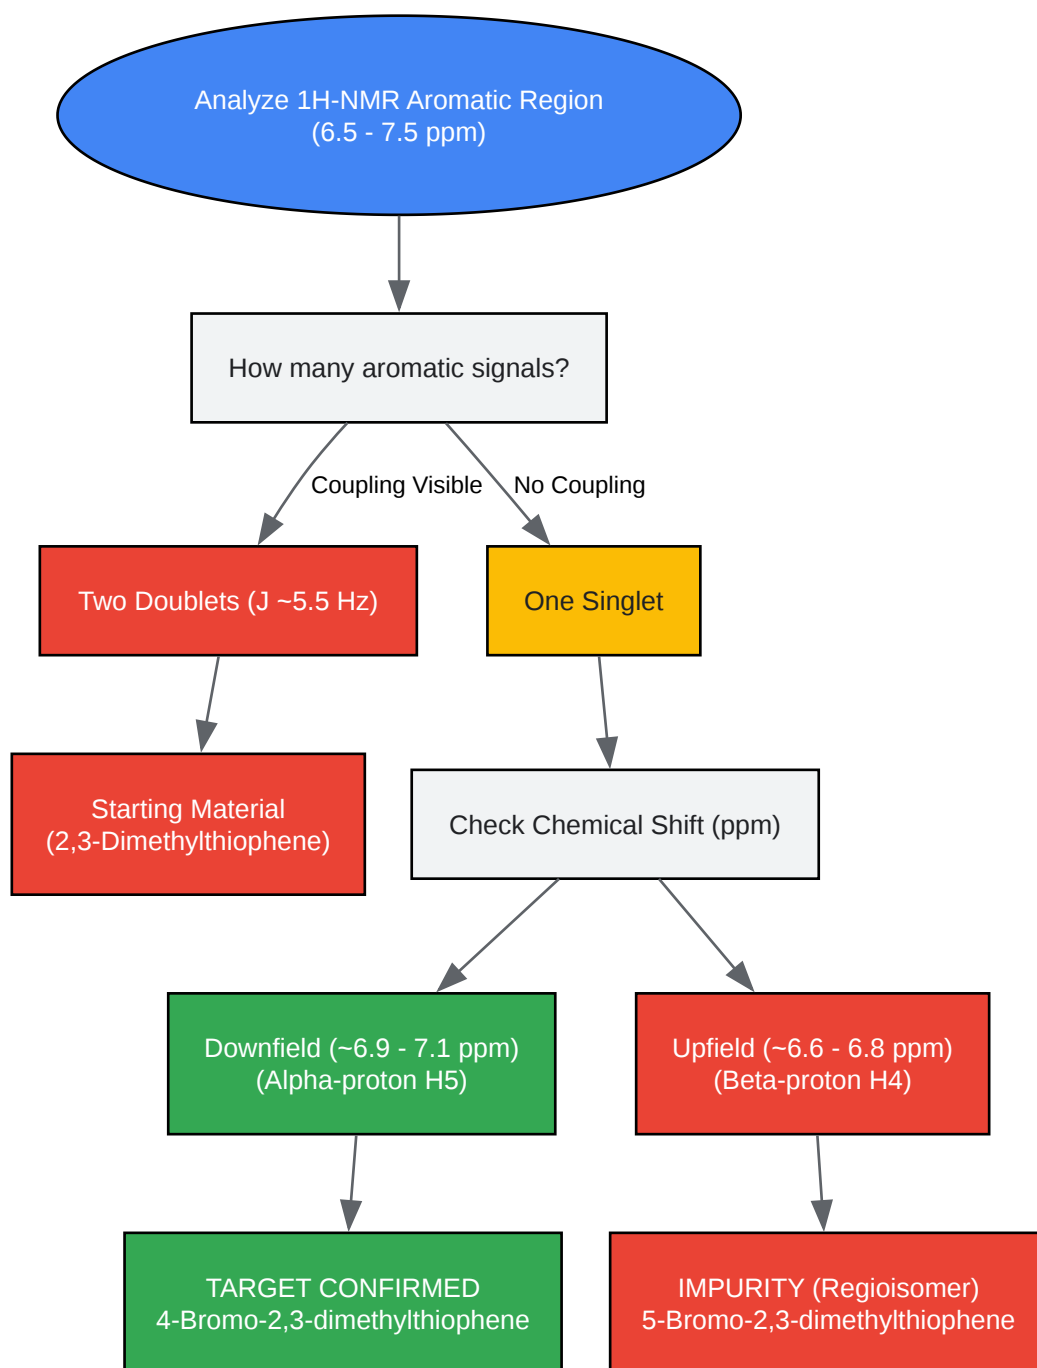 Analyze 1H-NMR Aromatic Region
(6.5 - 7.5 ppm)
How many aromatic signals?
Coupling Visible
No Coupling
Two Doublets (J ~5.5 Hz)
One Singlet
Starting Material
(2,3-Dimethylthiophene)
Check Chemical Shift (ppm)
Downfield (~6.9 - 7.1 ppm)
(Alpha-proton H5)
Upfield (~6.6 - 6.8 ppm)
(Beta-proton H4)
TARGET CONFIRMED
4-Bromo-2,3-dimethylthiophene
IMPURITY (Regioisomer)
5-Bromo-2,3-dimethylthiophene